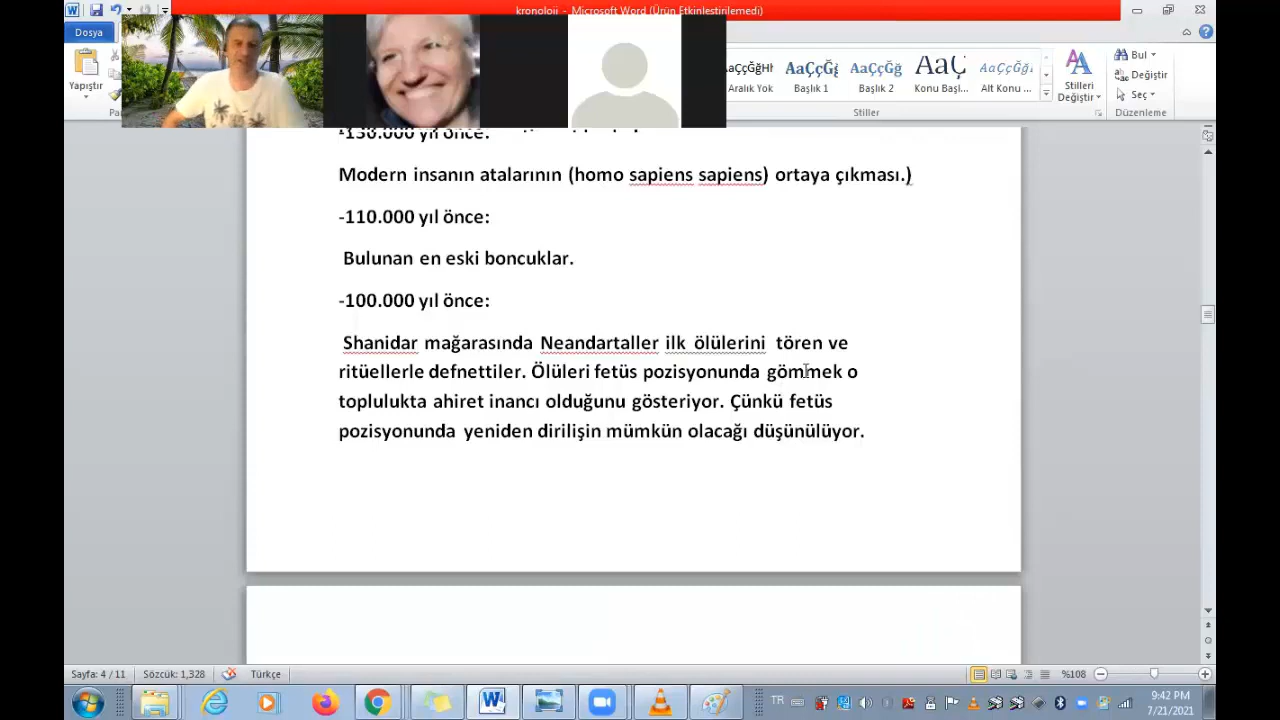 kronoloji - Microsoft Word (Ürün Etkinleştirilemedi)
Dosya
Yapıştır
Aralık Yok
AaÇçĞğ
Başlık 1
AaÇçĞğ
Başlık 2
AaÇ
Konu Başl...
AaÇçĞğ
Alt Konu ...
Stilleri
Değiştir
Stiller
Bul
Değiştir
Seç
Düzenleme
-130.000 yıl önce:
Modern insanın atalarının (homo sapiens sapiens) ortaya çıkması.)
-110.000 yıl önce:
Bulunan en eski boncuklar.
-100.000 yıl önce:
Shanidar mağarasında Neandartaller ilk ölülerini tören ve
ritüellerle defnettiler. Ölüleri fetüs pozisyonunda gömmek o
toplulukta ahiret inancı olduğunu gösteriyor. Çünkü fetüs
pozisyonunda yeniden dirilişin mümkün olacağı düşünülüyor.
Sayfa: 4 / 11
Sözcük: 1,328
Türkçe
%108
TR
9:42 PM
7/21/2021